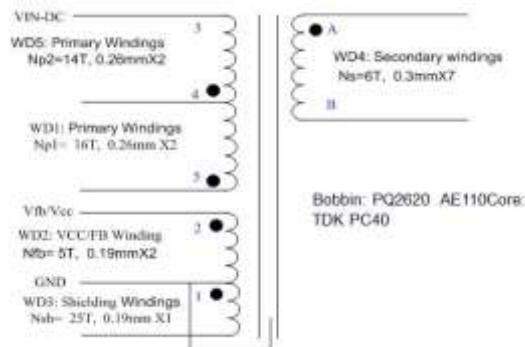 VIN-DC
3
WD5: Primary Windings
Np2=14T, 0.26mmX2
4
WD1: Primary Windings
Np1= 16T, 0.26mm X2
5
Vfb/Vcc
2
WD2: VCC/FB Winding
Nfb= 5T, 0.19mmX2
GND
1
WD3: Shielding Windings
Nsh= 25T, 0.19mm X1
A
WD4: Secondary windings
Ns=6T, 0.3mmX7
B
Bobbin: PQ2620 AE110Core:
TDK PC40